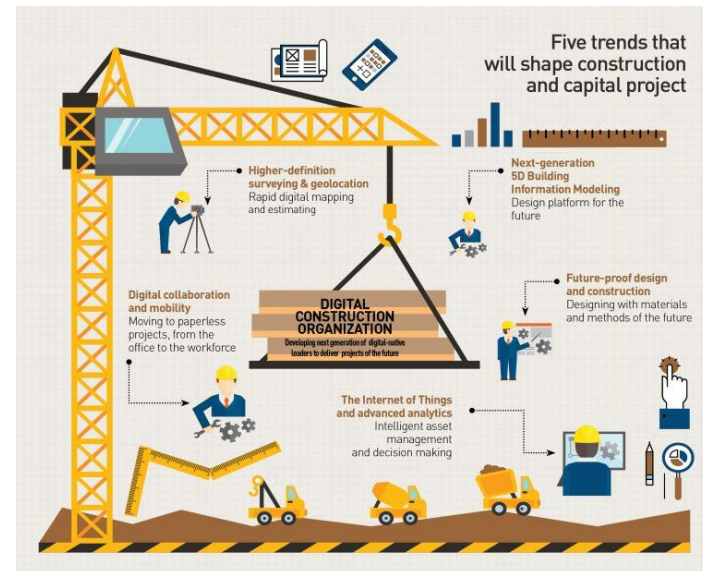 Five trends that
will shape construction
and capital project
Higher-definition
surveying & geolocation
Rapid digital mapping
and estimating
Next-generation
5D Building
Information Modeling
Design platform for the
future
Digital collaboration
and mobility
Moving to paperless
projects, from the
office to the workforce
DIGITAL
CONSTRUCTION
ORGANIZATION
Developing next generation of digital-native
leaders to deliver projects of the future
Future-proof design
and construction
Designing with materials
and methods of the future
The Internet of Things
and advanced analytics
Intelligent asset
management
and decision making